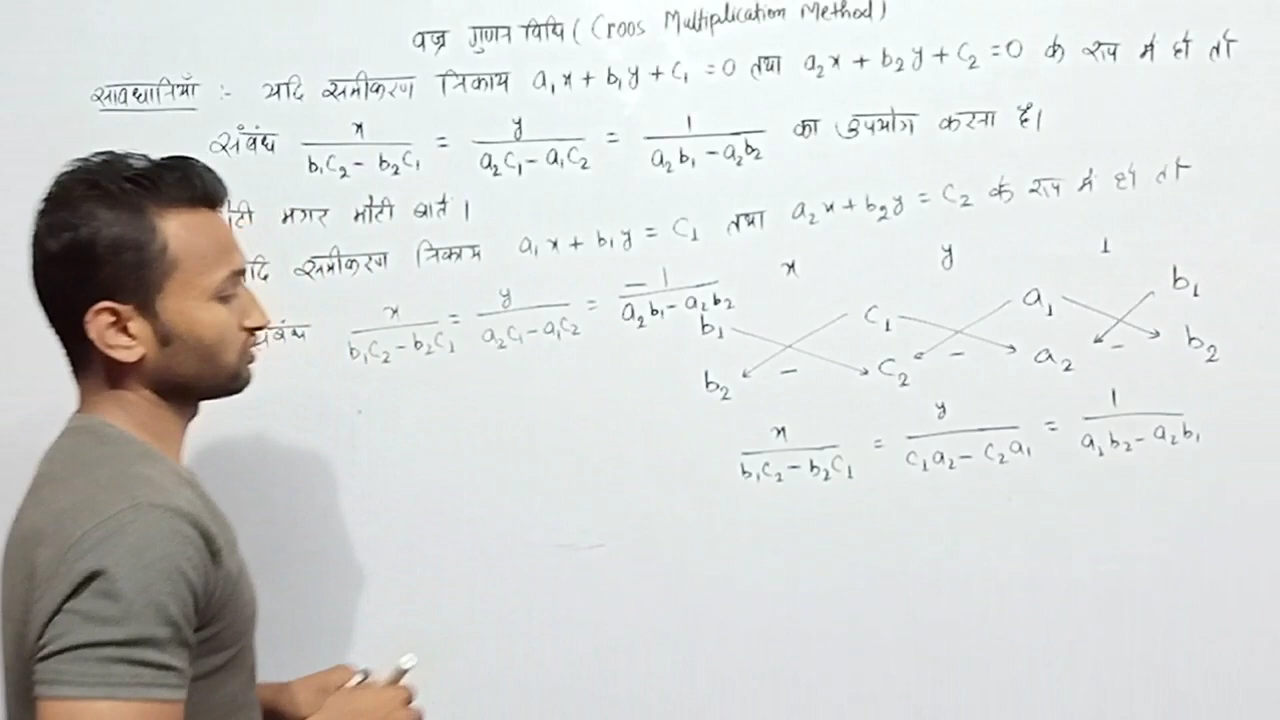 वज्र गुणन विधि ( Croos Multiplication Method)
सावधानियाँ :- यदि समीकरण निकाय a₁x + b₁y + c₁ = 0 तथा a₂x + b₂y + c₂ = 0 के रूप में हो तो
संबंध x/(b₁c₂ - b₂c₁) = y/(a₂c₁ - a₁c₂) = 1/(a₂b₁ - a₂b₂) का उपयोग करना है।
मगर मोटी बातें।
समीकरण निकाय a₁x + b₁y = c₁ तथा a₂x + b₂y = c₂ के रूप में हो तो
x/(b₁c₂ - b₂c₁) = y/(a₂c₁ - a₁c₂) = -1/(a₂b₁ - a₂b₂)
x y 1
b₁ c₁ a₁ b₁
b₂ - c₂ - a₂ - b₂
x/(b₁c₂ - b₂c₁) = y/(c₁a₂ - c₂a₁) = 1/(a₁b₂ - a₂b₁)